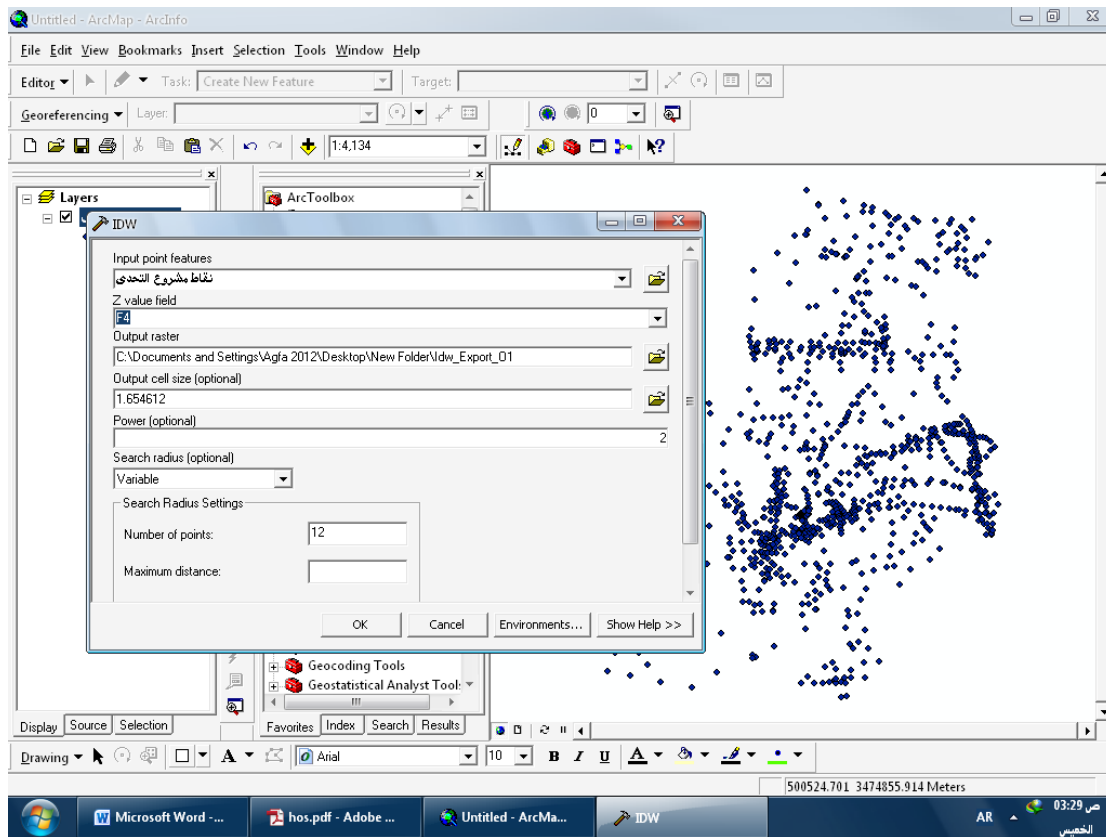 Untitled - ArcMap - ArcInfo
File Edit View Bookmarks Insert Selection Tools Window Help
Editor Task: Create New Feature Target:
Georeferencing Layer: 0
1:4,134
Layers
ArcToolbox
IDW
Input point features
نقاط مشروع التحدى
Z value field
F4
Output raster
C:\Documents and Settings\Agfa 2012\Desktop\New Folder\Idw_Export_01
Output cell size (optional)
1.654612
Power (optional)
2
Search radius (optional)
Variable
Search Radius Settings
Number of points: 12
Maximum distance:
OK Cancel Environments... Show Help >>
Geocoding Tools
Geostatistical Analyst Tool:
Display Source Selection Favorites Index Search Results
Drawing A Arial 10 B I U A
500524.701 3474855.914 Meters
Microsoft Word -... hos.pdf - Adobe ... Untitled - ArcMa... IDW AR 03:29 ص
الخميس